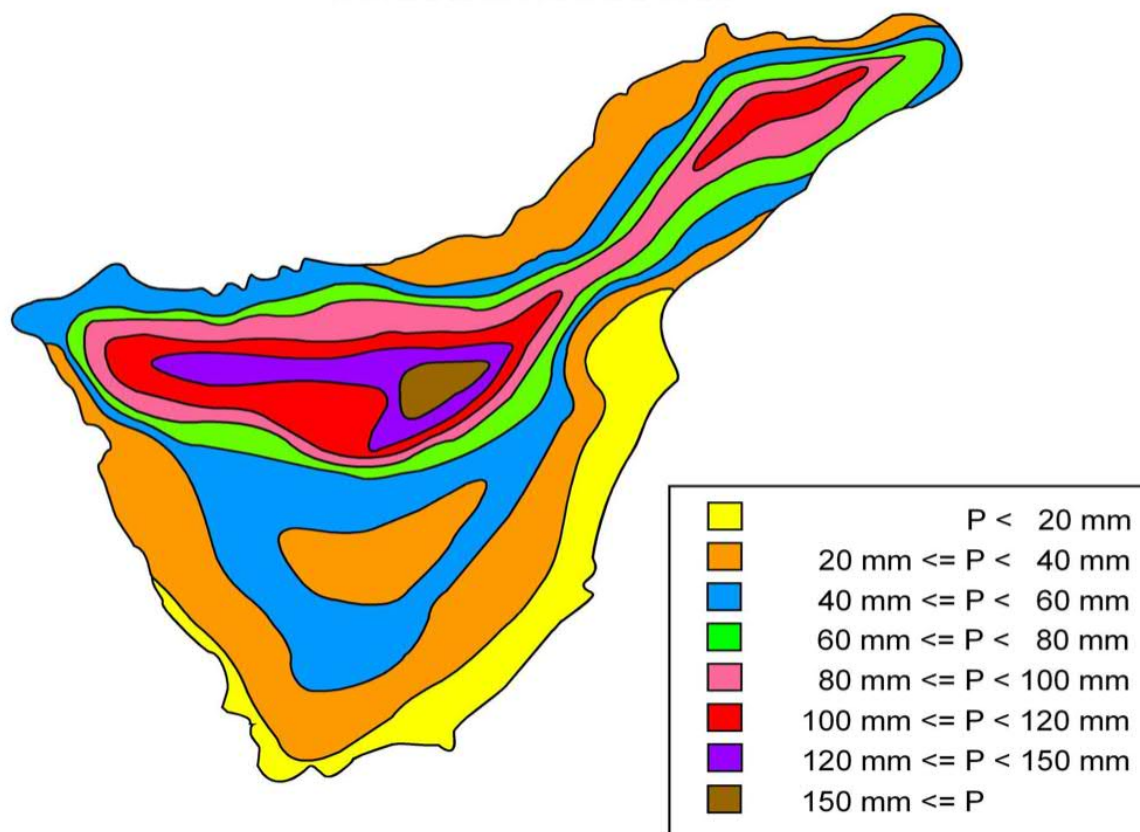 P < 20 mm
20 mm <= P < 40 mm
40 mm <= P < 60 mm
60 mm <= P < 80 mm
80 mm <= P < 100 mm
100 mm <= P < 120 mm
120 mm <= P < 150 mm
150 mm <= P